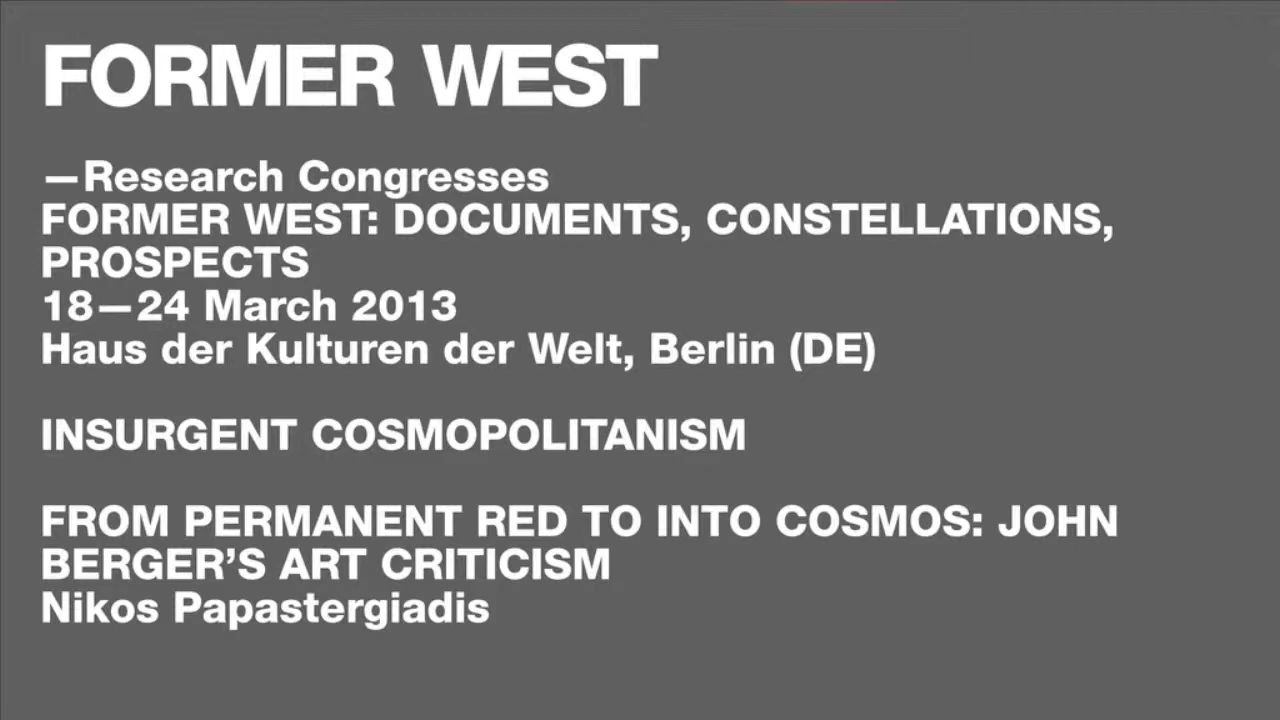 FORMER WEST
—Research Congresses
FORMER WEST: DOCUMENTS, CONSTELLATIONS,
PROSPECTS
18—24 March 2013
Haus der Kulturen der Welt, Berlin (DE)
INSURGENT COSMOPOLITANISM
FROM PERMANENT RED TO INTO COSMOS: JOHN
BERGER’S ART CRITICISM
Nikos Papastergiadis